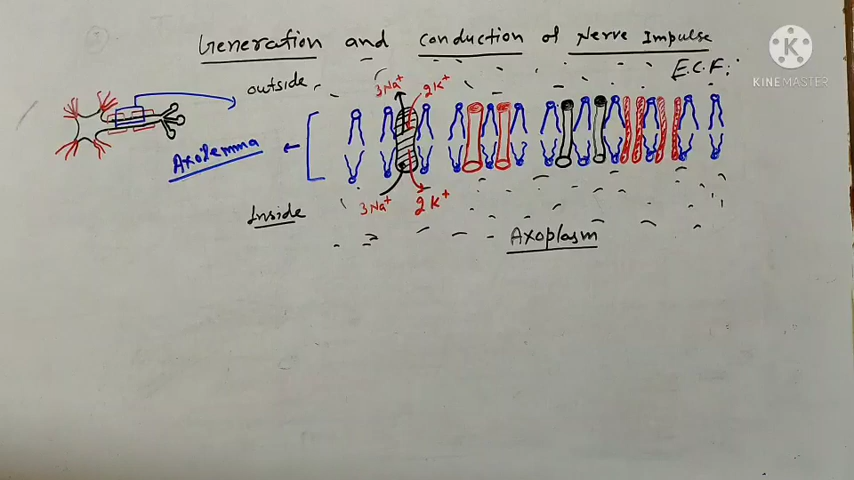 Generation and conduction of Nerve Impulse
K
KINEMASTER
E.C.F.
outside
3Na+
2K+
Axolemma
3Na+
2K+
Inside
Axoplasm